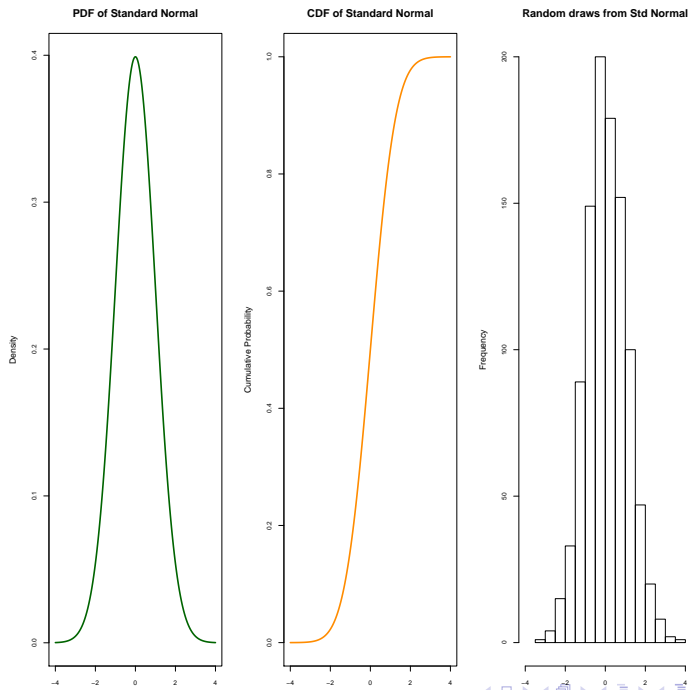 PDF of Standard Normal
Density
0.0
0.1
0.2
0.3
0.4
−4 −2 0 2 4
CDF of Standard Normal
Cumulative Probability
0.0
0.2
0.4
0.6
0.8
1.0
−4 −2 0 2 4
Random draws from Std Normal
Frequency
0
50
100
150
200
−4 −2 0 2 4